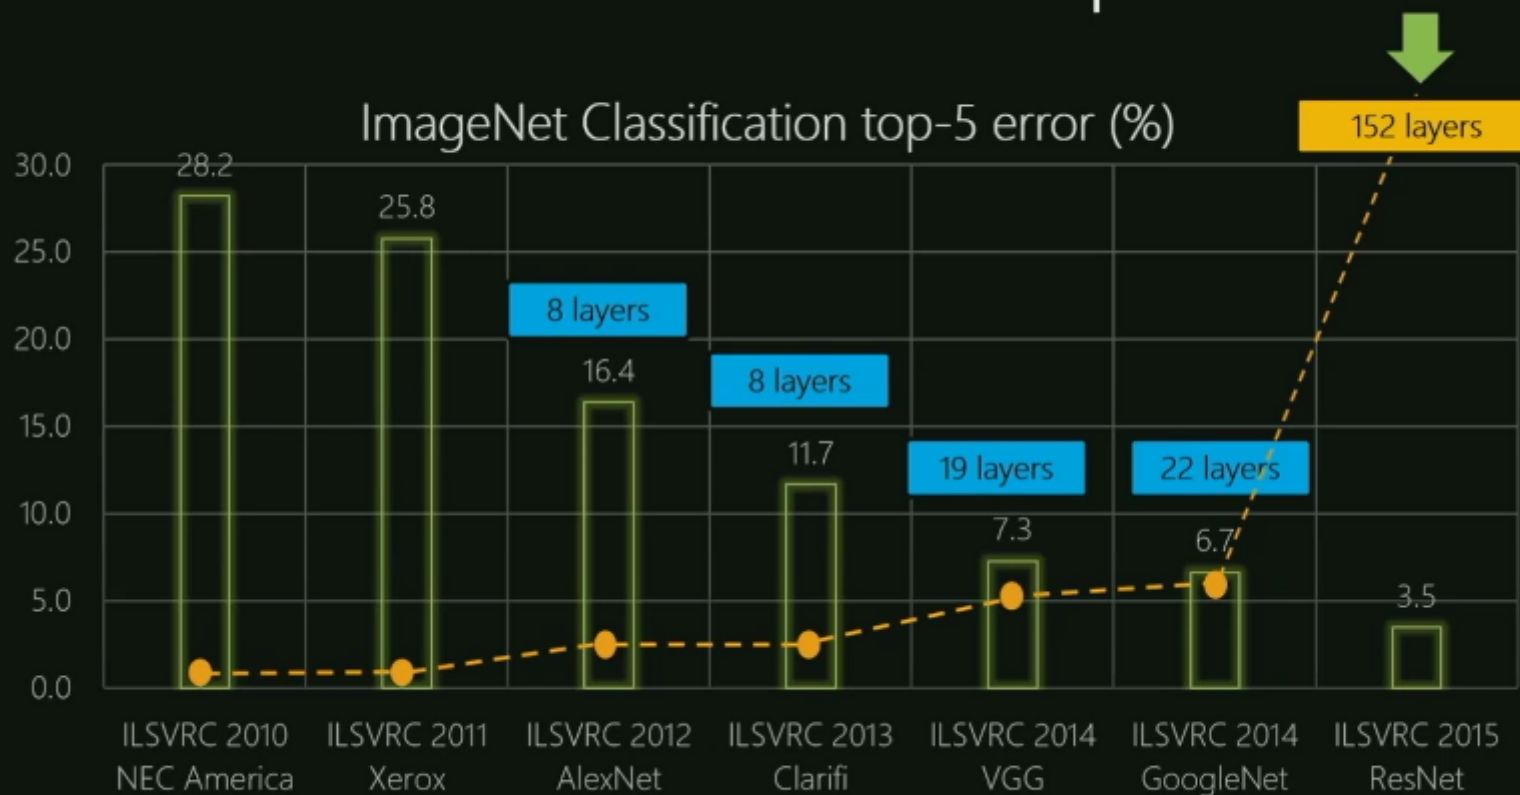 ImageNet Classification top-5 error (%)
152 layers
30.0
28.2
25.8
25.0
8 layers
20.0
16.4
8 layers
15.0
11.7
19 layers
22 layers
10.0
7.3
6.7
5.0
3.5
0.0
ILSVRC 2010 ILSVRC 2011 ILSVRC 2012 ILSVRC 2013 ILSVRC 2014 ILSVRC 2014 ILSVRC 2015
NEC America Xerox AlexNet Clarifi VGG GoogleNet ResNet